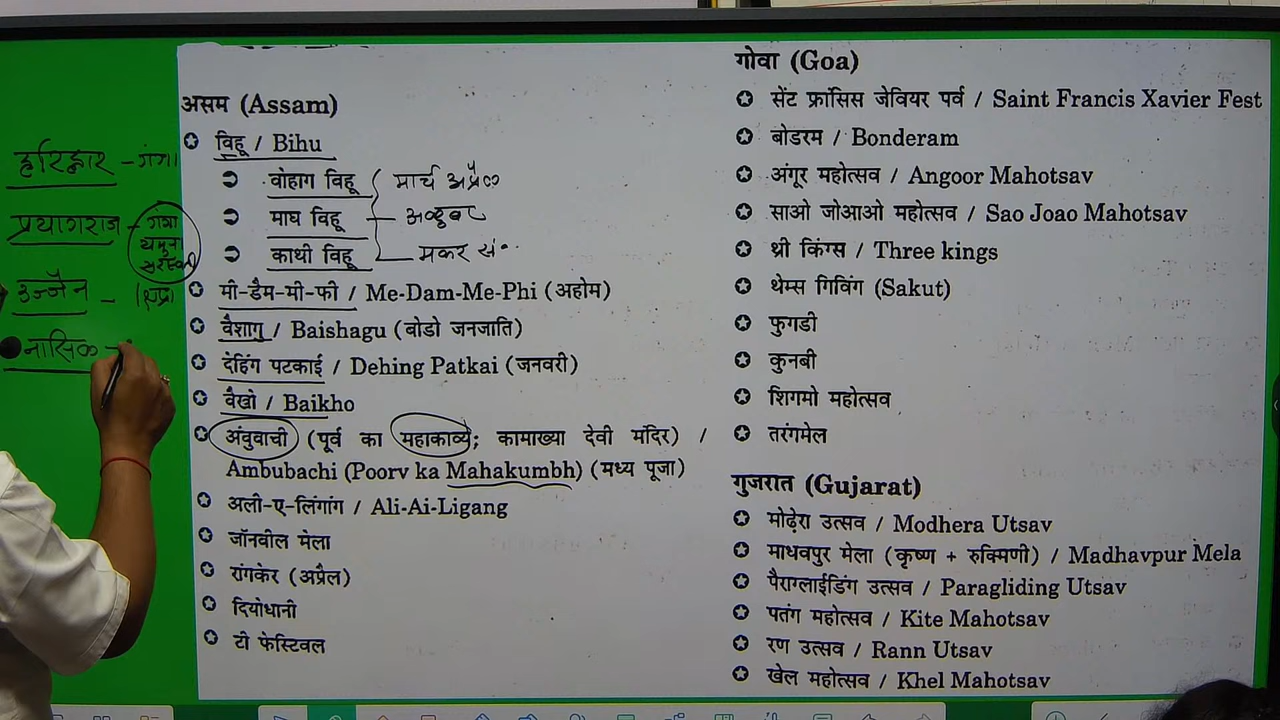 हरिद्वार - गंगा
प्रयागराज - गंगा
यमुना
सरस्वती
उज्जैन -
नासिक -
असम (Assam)
विहू / Bihu
वोहाग विहू { मार्च अप्रैल
माघ विहू
काथी विहू मकर सं.
मी-डैम-मी-फी / Me-Dam-Me-Phi (अहोम)
वैशागु / Baishagu (वोडो जनजाति)
देहिंग पटकाई / Dehing Patkai (जनवरी)
वैखो / Baikho
अंवुवाची (पूर्व का महाकाव्य; कामाख्या देवी मंदिर) /
Ambubachi (Poorv ka Mahakumbh) (मध्य पूजा)
अली-ए-लिंगांग / Ali-Ai-Ligang
जॉनवील मेला
रांगकेर (अप्रैल)
दियोधानी
टी फेस्टिवल
गोवा (Goa)
सेंट फ्रांसिस जेवियर पर्व / Saint Francis Xavier Fest
बोडरम / Bonderam
अंगूर महोत्सव / Angoor Mahotsav
साओ जोआओ महोत्सव / Sao Joao Mahotsav
थ्री किंग्स / Three kings
थेम्स गिविंग (Sakut)
फुगडी
कुनबी
शिगमो महोत्सव
तरंगमेल
गुजरात (Gujarat)
मोढ़ेरा उत्सव / Modhera Utsav
माधवपुर मेला (कृष्ण + रुक्मिणी) / Madhavpur Mela
पैराग्लाईडिंग उत्सव / Paragliding Utsav
पतंग महोत्सव / Kite Mahotsav
रण उत्सव / Rann Utsav
खेल महोत्सव / Khel Mahotsav